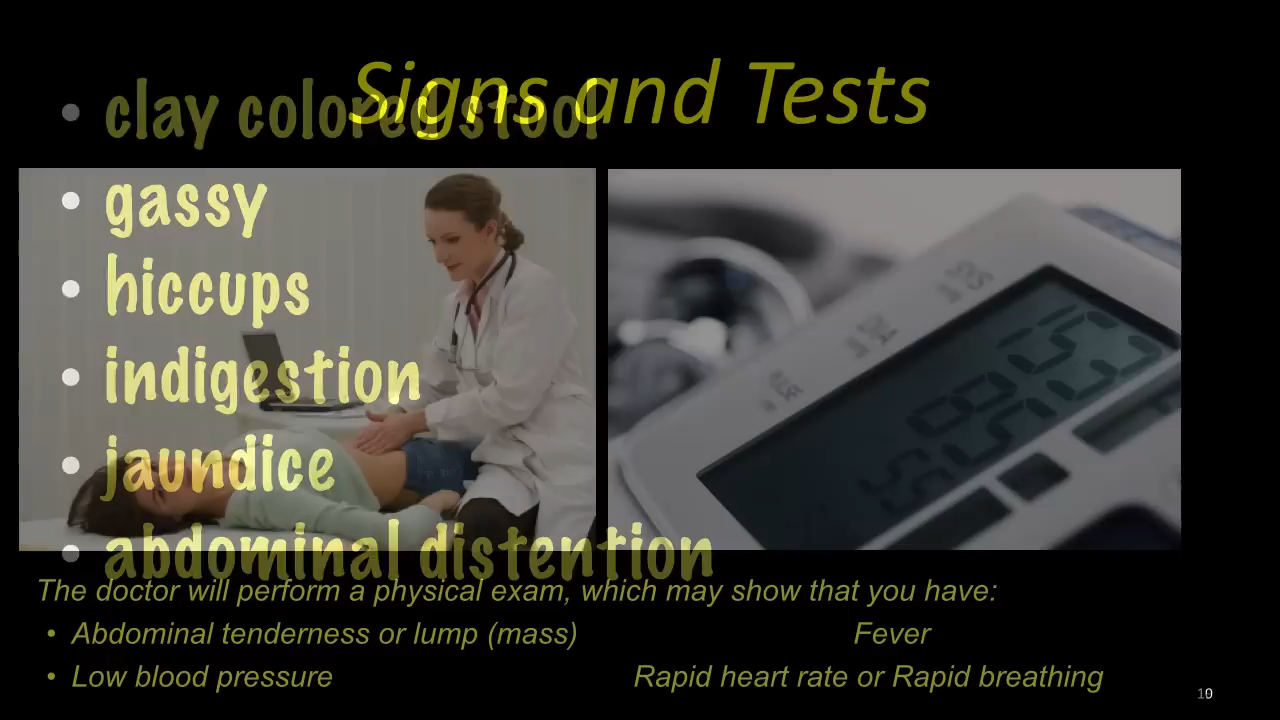 Signs and Tests
• clay colored stool
• gassy
• hiccups
• indigestion
• jaundice
• abdominal distention
The doctor will perform a physical exam, which may show that you have:
• Abdominal tenderness or lump (mass) Fever
• Low blood pressure Rapid heart rate or Rapid breathing